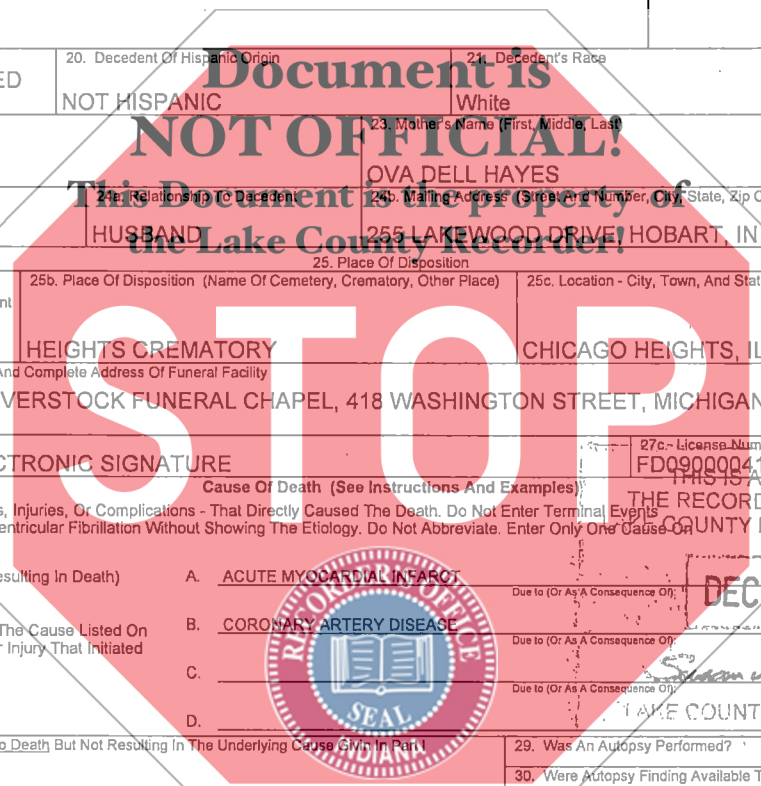 20. Decedent Of Hispanic Origin
21. Decedent's Race
ED
NOT HISPANIC
White
Document is
NOT OFFICIAL!
This Document is the property of
the Lake County Recorder!
STOP
23. Mother's Name (First, Middle, Last)
OVA DELL HAYES
24a. Relationship To Decedent
24b. Mailing Address (Street And Number, City, State, Zip C
HUSBAND
255 LAKEWOOD DRIVE, HOBART, IN
25. Place Of Disposition
25b. Place Of Disposition (Name Of Cemetery, Crematory, Other Place)
25c. Location - City, Town, And Stat
nt
HEIGHTS CREMATORY
CHICAGO HEIGHTS, IL
And Complete Address Of Funeral Facility
VERSTOCK FUNERAL CHAPEL, 418 WASHINGTON STREET, MICHIGAN
27c. License Num
CTRONIC SIGNATURE
FD09000041
THIS IS A
THE RECORD
COUNTY
Cause Of Death (See Instructions And Examples)
s, Injuries, Or Complications - That Directly Caused The Death. Do Not Enter Terminal Events
entricular Fibrillation Without Showing The Etiology. Do Not Abbreviate. Enter Only One Cause On
esulting In Death)
A. ACUTE MYOCARDIAL INFARCT
Due to (Or As A Consequence Of):
DEC
The Cause Listed On
r Injury That Initiated
B. CORONARY ARTERY DISEASE
Due to (Or As A Consequence Of):
C.
Due to (Or As A Consequence Of):
D.
LAKE COUNT
RECORDER'S OFFICE
SEAL
INDIANA
o Death But Not Resulting In The Underlying Cause Givin In Part I
29. Was An Autopsy Performed?
30. Were Autopsy Finding Available T